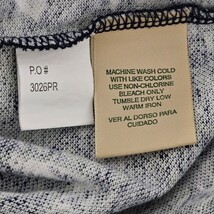 P.O#
3026PR
MACHINE WASH COLD
WITH LIKE COLORS
USE NON-CHLORINE
BLEACH ONLY
TUMBLE DRY LOW
WARM IRON
VER AL DORSO PARA
CUIDADO